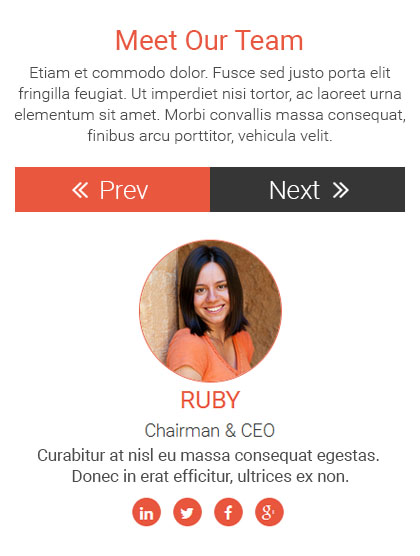 Meet Our Team
Etiam et commodo dolor. Fusce sed justo porta elit
fringilla feugiat. Ut imperdiet nisi tortor, ac laoreet urna
elementum sit amet. Morbi convallis massa consequat,
finibus arcu porttitor, vehicula velit.
« Prev
Next »
RUBY
Chairman & CEO
Curabitur at nisl eu massa consequat egestas.
Donec in erat efficitur, ultrices ex non.
in f g+